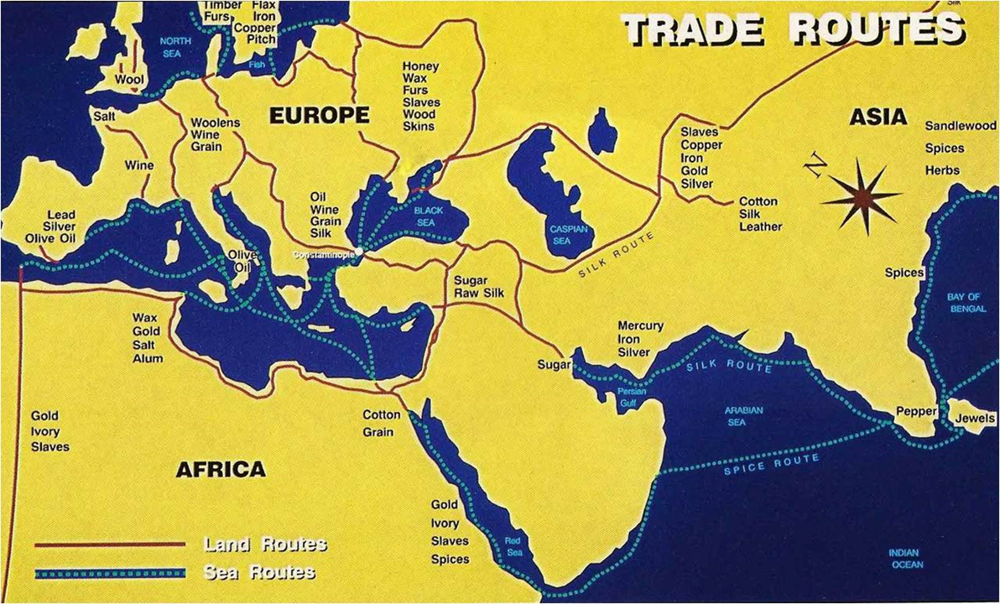 Timber Flax
Furs Iron
Copper
Pitch
Silk
TRADE ROUTES
NORTH
SEA
Fish
Wool
Honey
Wax
Furs
Slaves
Wood
Skins
EUROPE
ASIA
Salt
Woolens
Wine
Grain
Wine
Slaves
Copper
Iron
Gold
Silver
Sandlewood
Spices
Herbs
N
Oil
Wine
Grain
Silk
BLACK
SEA
Cotton
Silk
Leather
Lead
Silver
Olive Oil
CASPIAN
SEA
Constantinople
Olive
Oil
SILK ROUTE
Sugar
Raw Silk
Spices
BAY OF
BENGAL
Wax
Gold
Salt
Alum
Mercury
Iron
Silver
Sugar
SILK ROUTE
Persian
Gulf
ARABIAN
SEA
Pepper
Jewels
Gold
Ivory
Slaves
Cotton
Grain
SPICE ROUTE
AFRICA
Gold
Ivory
Slaves
Spices
Red
Sea
INDIAN
OCEAN
Land Routes
Sea Routes